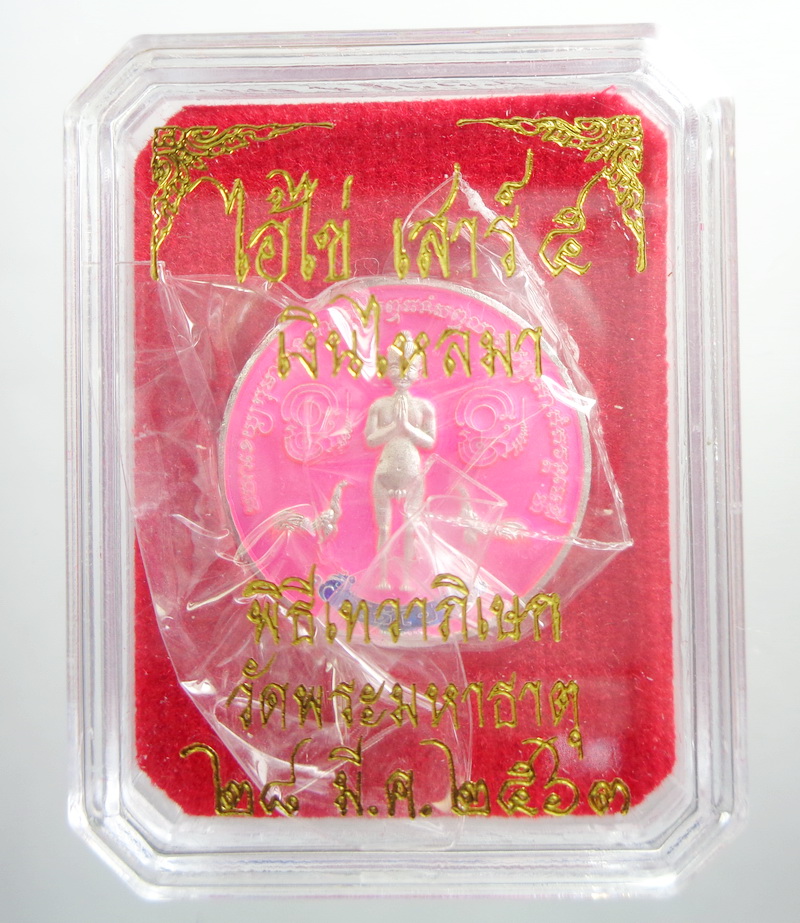 ไอ้ไข่ เสาร์ ๕
เงินไหลมา
พิธีเทวาภิเษก
วัดพระมหาธาตุ
๒๘ มี.ค.๒๕๖๓